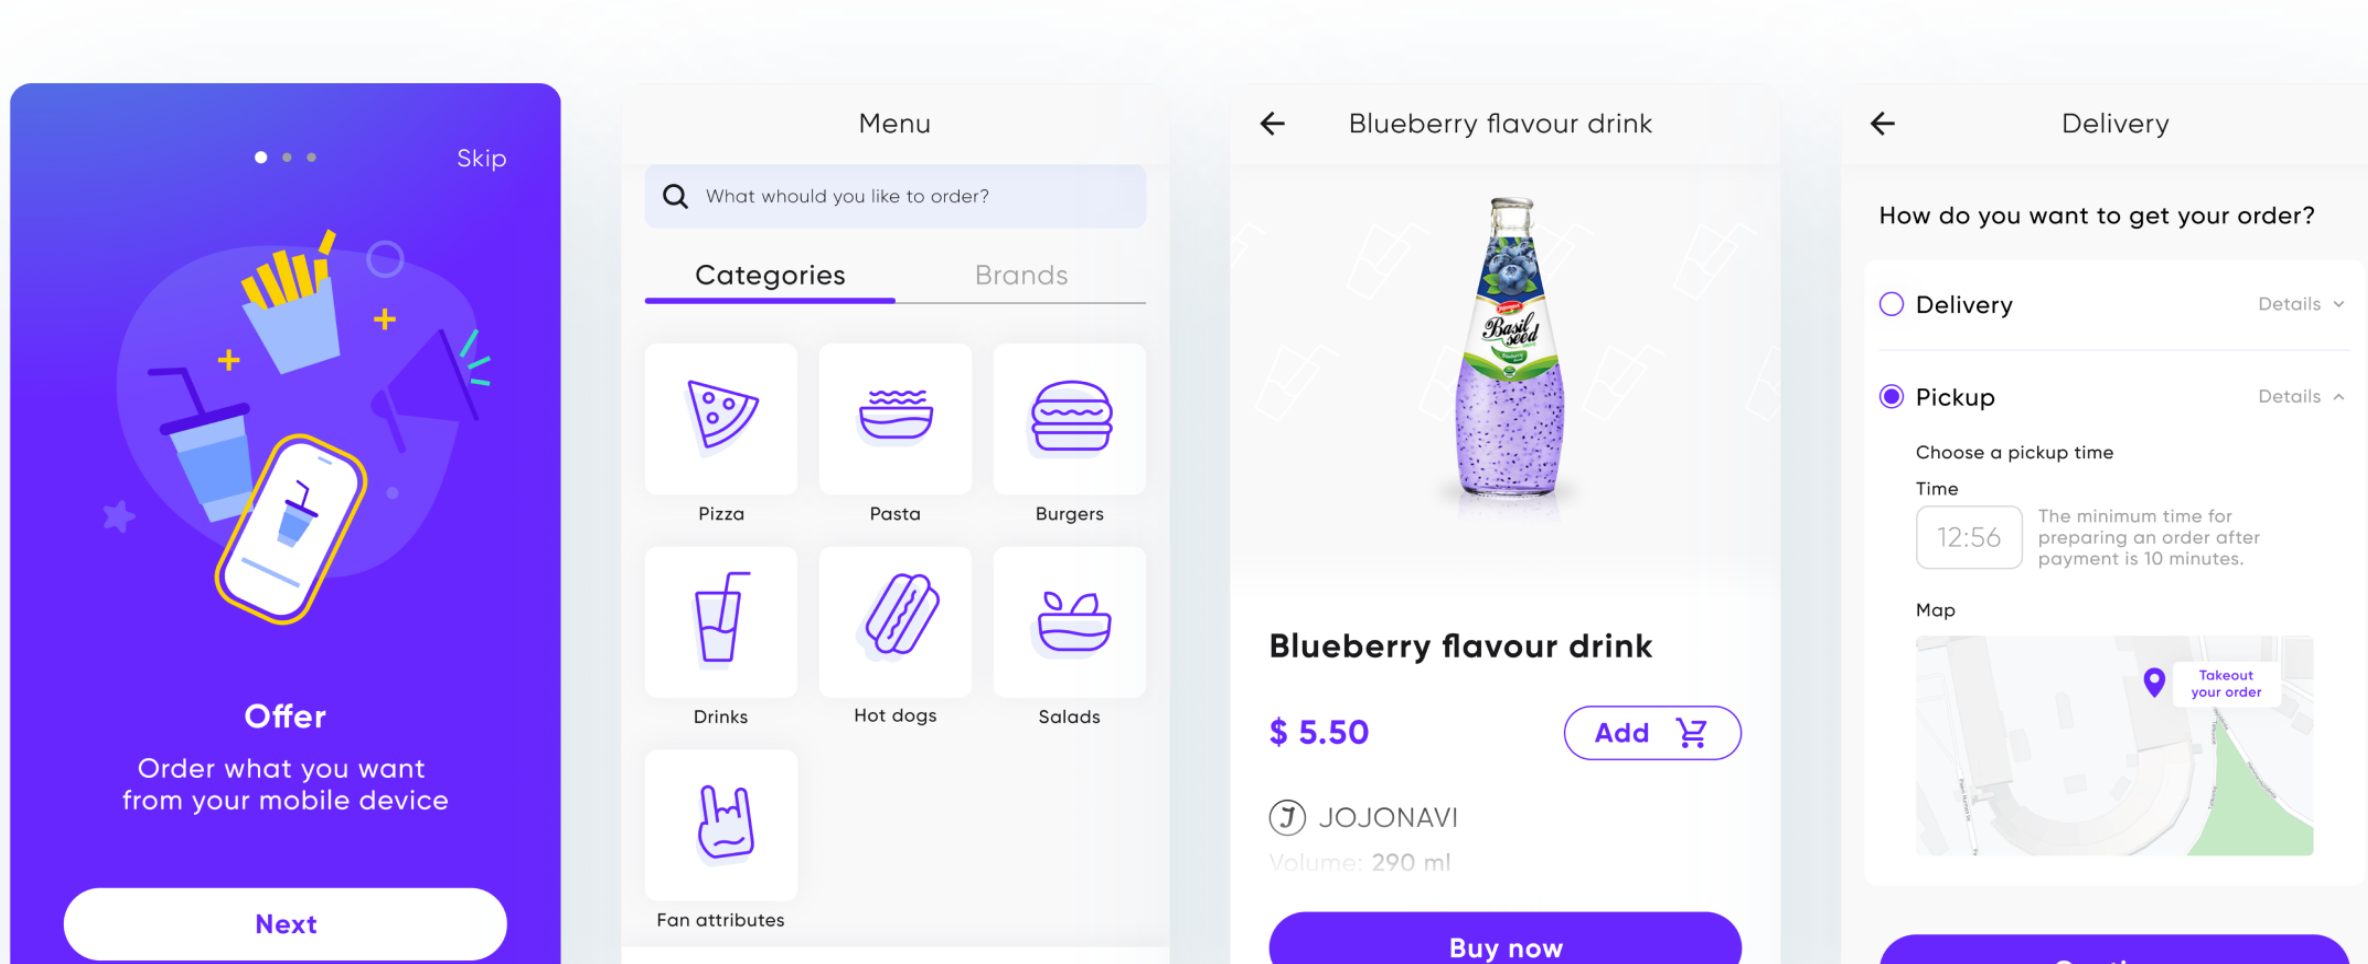 Skip
Offer
Order what you want
from your mobile device
Next
Menu
What whould you like to order?
Categories
Brands
Pizza
Pasta
Burgers
Drinks
Hot dogs
Salads
Fan attributes
Blueberry flavour drink
Basil
seed
Blueberry flavour drink
$ 5.50
Add
J JOJONAVI
Volume: 290 ml
Buy now
Delivery
How do you want to get your order?
Delivery
Details
Pickup
Details
Choose a pickup time
Time
12:56
The minimum time for
preparing an order after
payment is 10 minutes.
Map
Takeout
your order